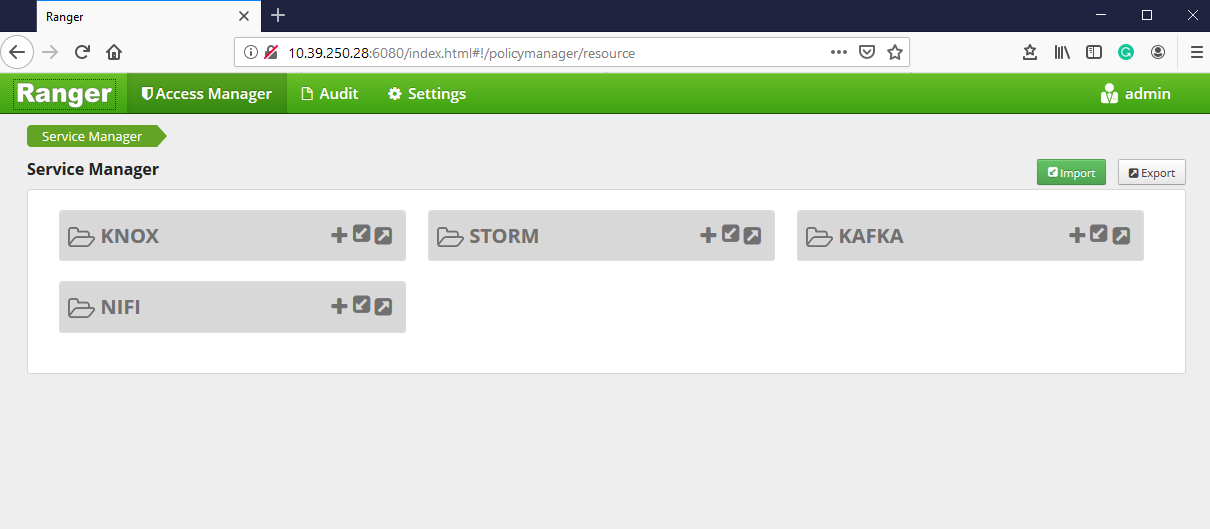 Ranger
10.39.250.28:6080/index.html#!/policymanager/resource
Ranger Access Manager Audit Settings admin
Service Manager
Service Manager Import Export
KNOX STORM KAFKA
NIFI